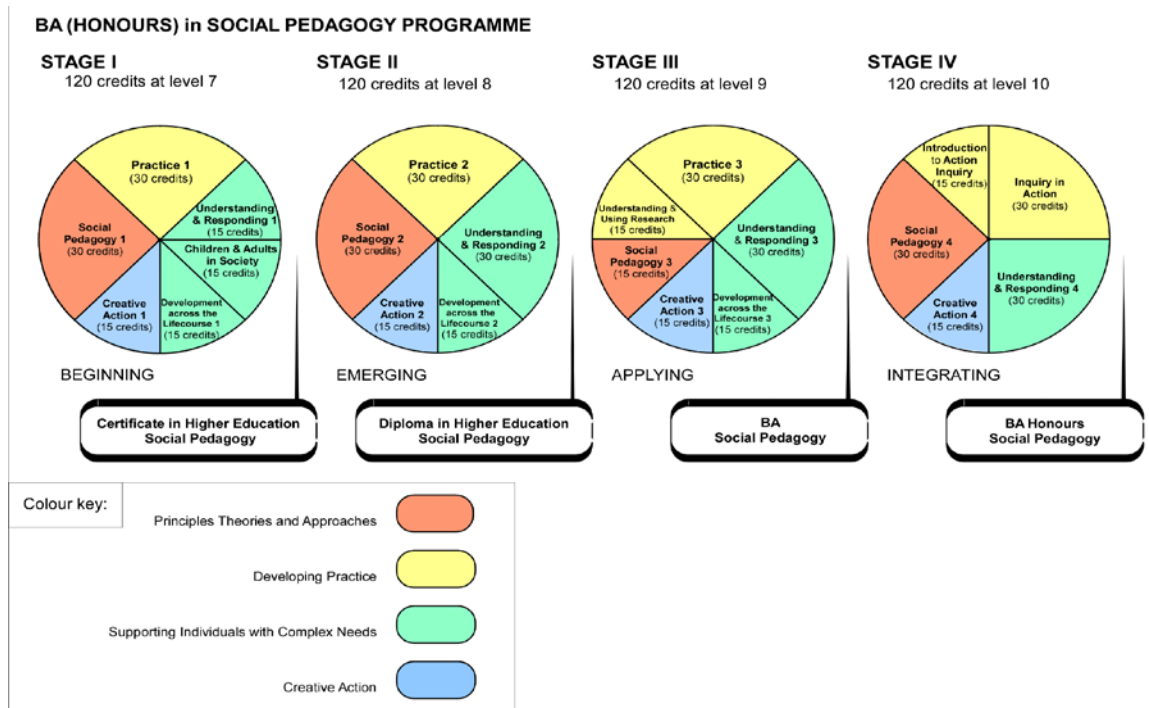 BA (HONOURS) in SOCIAL PEDAGOGY PROGRAMME
STAGE I
120 credits at level 7
Practice 1
(30 credits)
Understanding
& Responding 1
(15 credits)
Children & Adults
in Society
(15 credits)
Development
across the
Lifecourse 1
(15 credits)
Creative
Action 1
(15 credits)
Social
Pedagogy 1
(30 credits)
BEGINNING
Certificate in Higher Education
Social Pedagogy
STAGE II
120 credits at level 8
Practice 2
(30 credits)
Understanding
& Responding 2
(30 credits)
Development
across the
Lifecourse 2
(15 credits)
Creative
Action 2
(15 credits)
Social
Pedagogy 2
(30 credits)
EMERGING
Diploma in Higher Education
Social Pedagogy
STAGE III
120 credits at level 9
Practice 3
(30 credits)
Understanding
& Responding 3
(30 credits)
Development
across the
Lifecourse 3
(15 credits)
Creative
Action 3
(15 credits)
Social
Pedagogy 3
(15 credits)
Understanding &
Using Research
(15 credits)
APPLYING
BA
Social Pedagogy
STAGE IV
120 credits at level 10
Introduction
to Action
Inquiry
(15 credits)
Inquiry in
Action
(30 credits)
Understanding
& Responding 4
(30 credits)
Creative
Action 4
(15 credits)
Social
Pedagogy 4
(30 credits)
INTEGRATING
BA Honours
Social Pedagogy
Colour key:
Principles Theories and Approaches
Developing Practice
Supporting Individuals with Complex Needs
Creative Action